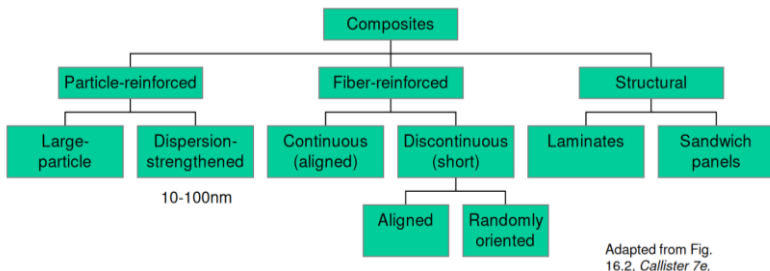 Composites
Particle-reinforced
Fiber-reinforced
Structural
Large-
particle
Dispersion-
strengthened
Continuous
(aligned)
Discontinuous
(short)
Laminates
Sandwich
panels
10-100nm
Aligned
Randomly
oriented
Adapted from Fig.
16.2, Callister 7e.